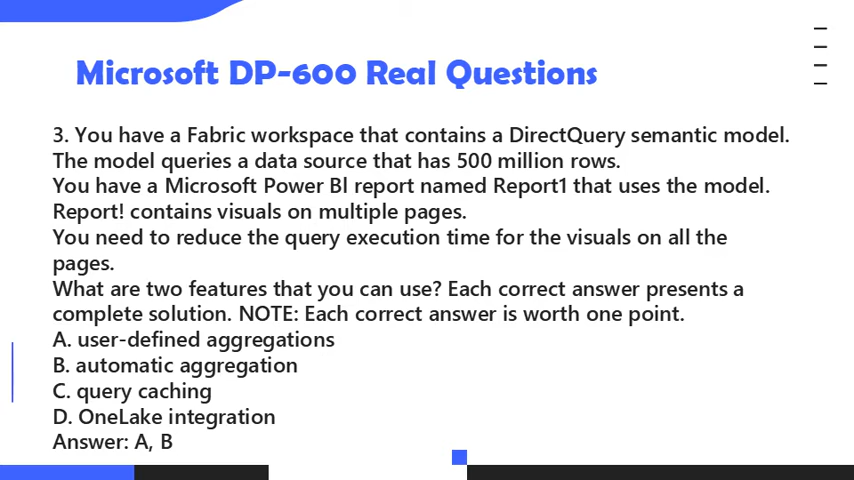 Microsoft DP-600 Real Questions
3. You have a Fabric workspace that contains a DirectQuery semantic model.
The model queries a data source that has 500 million rows.
You have a Microsoft Power Bl report named Report1 that uses the model.
Report! contains visuals on multiple pages.
You need to reduce the query execution time for the visuals on all the
pages.
What are two features that you can use? Each correct answer presents a
complete solution. NOTE: Each correct answer is worth one point.
A. user-defined aggregations
B. automatic aggregation
C. query caching
D. OneLake integration
Answer: A, B